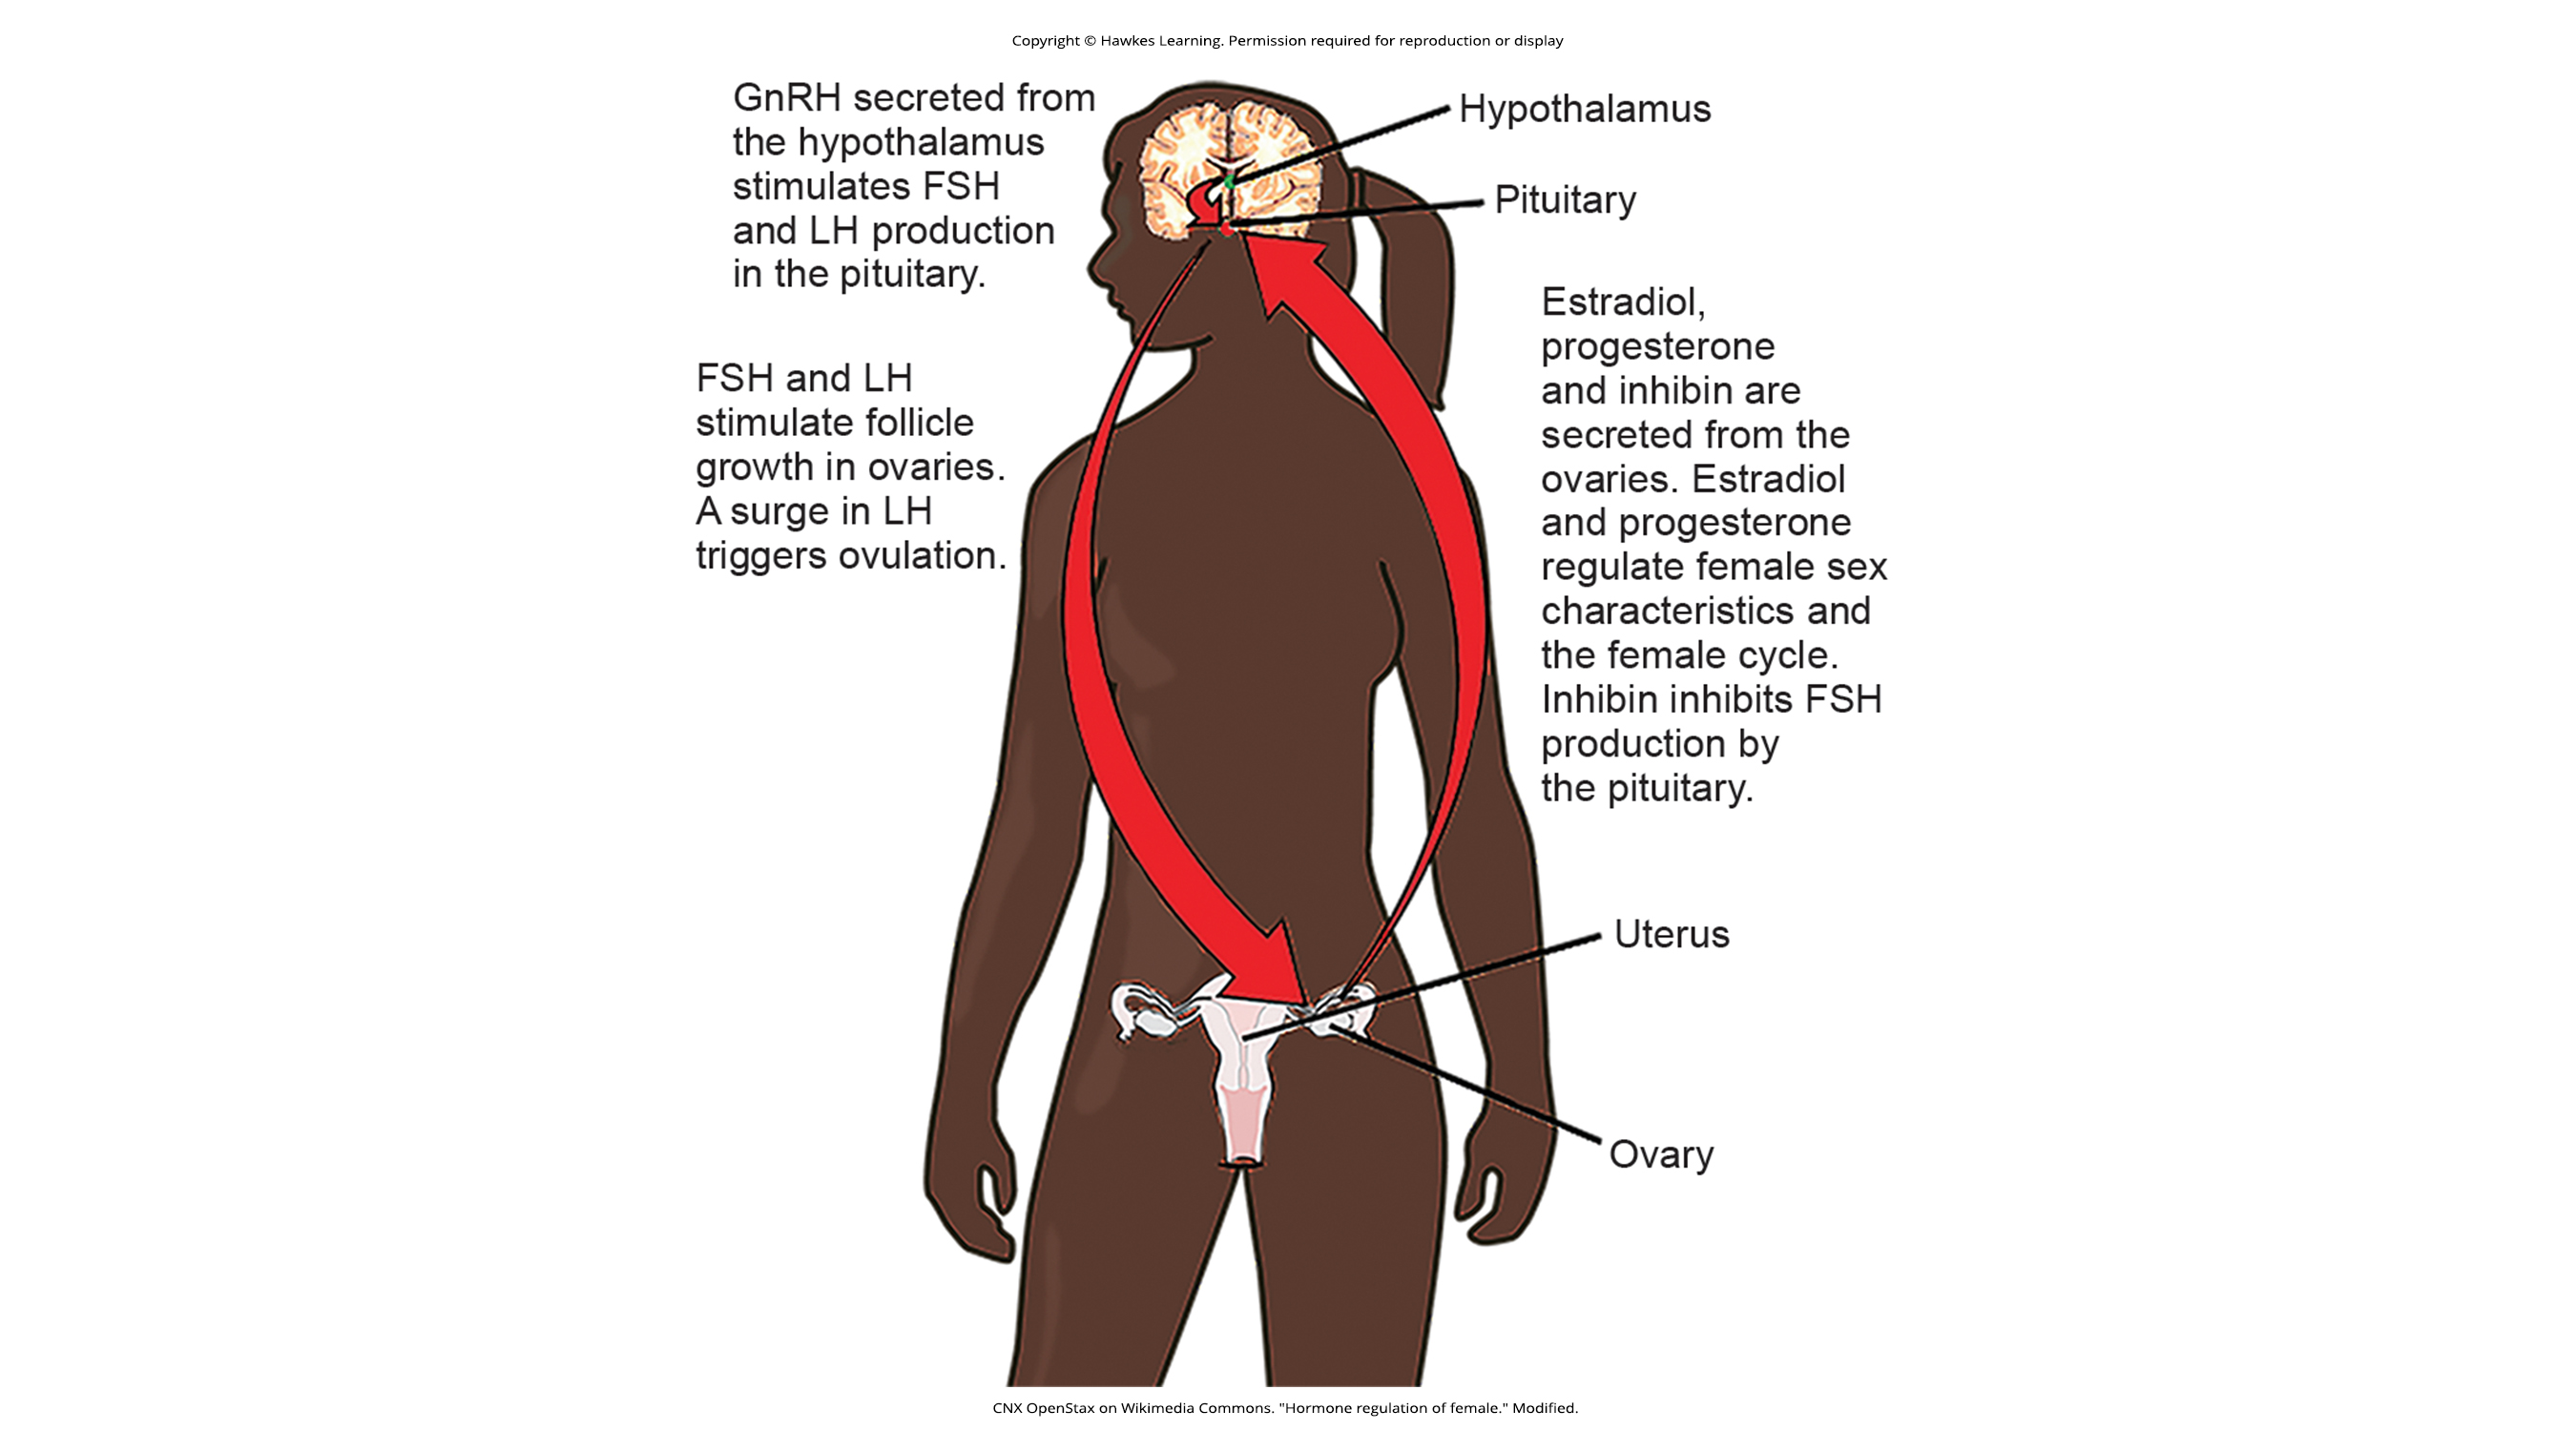 Copyright © Hawkes Learning. Permission required for reproduction or display
GnRH secreted from
the hypothalamus
stimulates FSH
and LH production
in the pituitary.
Hypothalamus
Pituitary
FSH and LH
stimulate follicle
growth in ovaries.
A surge in LH
triggers ovulation.
Estradiol,
progesterone
and inhibin are
secreted from the
ovaries. Estradiol
and progesterone
regulate female sex
characteristics and
the female cycle.
Inhibin inhibits FSH
production by
the pituitary.
Uterus
Ovary
CNX OpenStax on Wikimedia Commons. "Hormone regulation of female." Modified.